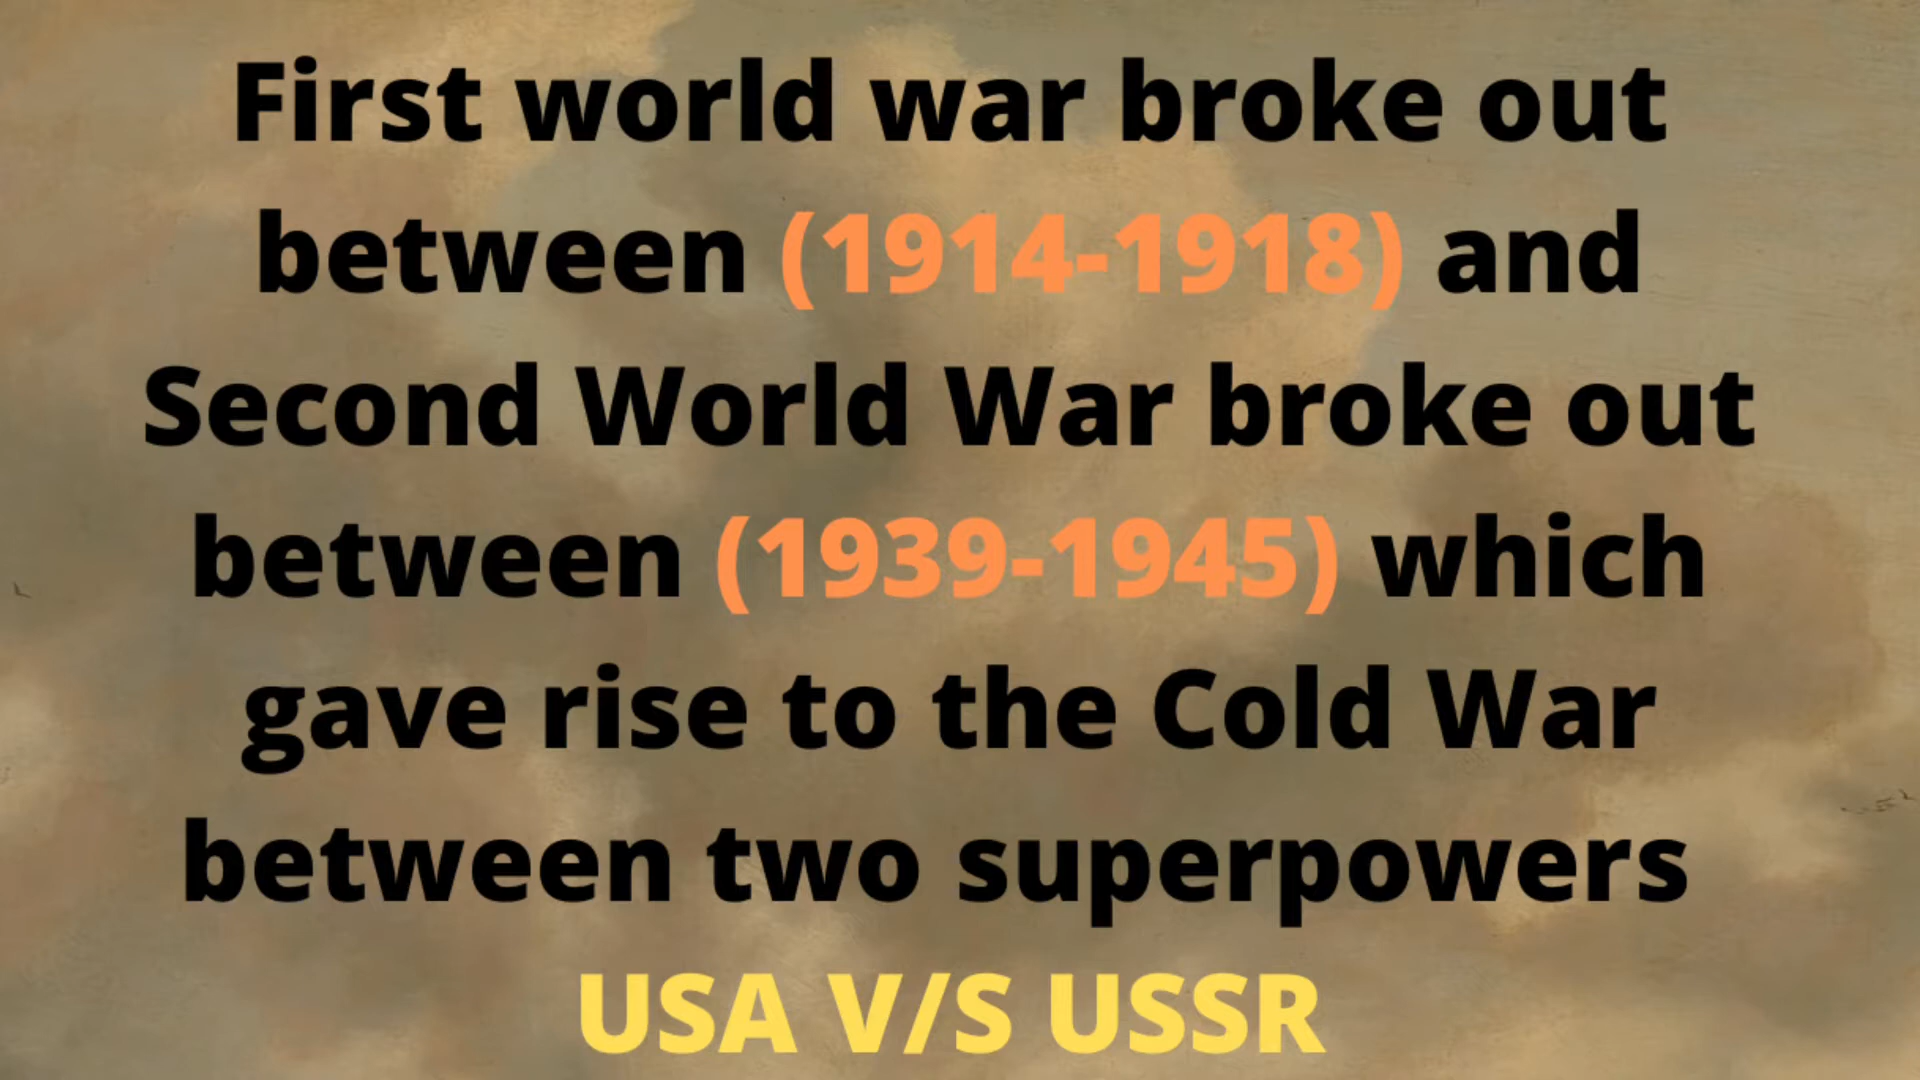 First world war broke out
between (1914-1918) and
Second World War broke out
between (1939-1945) which
gave rise to the Cold War
between two superpowers
USA V/S USSR